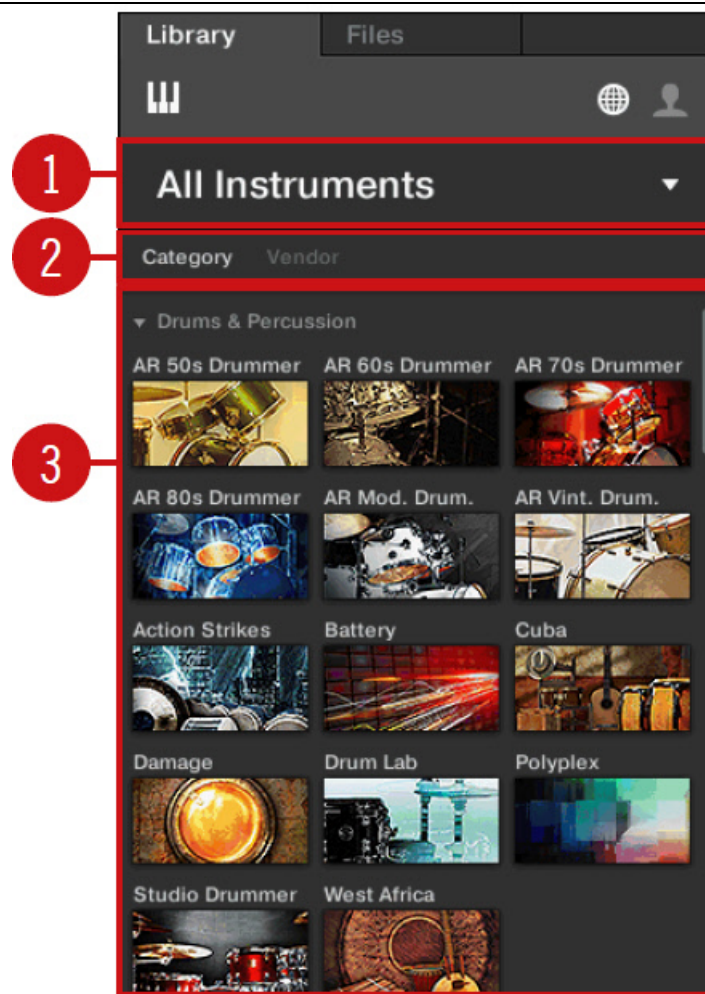 Library Files
1
All Instruments
2
Category Vendor
3
Drums & Percussion
AR 50s Drummer AR 60s Drummer AR 70s Drummer
AR 80s Drummer AR Mod. Drum. AR Vint. Drum.
Action Strikes Battery Cuba
Damage Drum Lab Polyplex
Studio Drummer West Africa